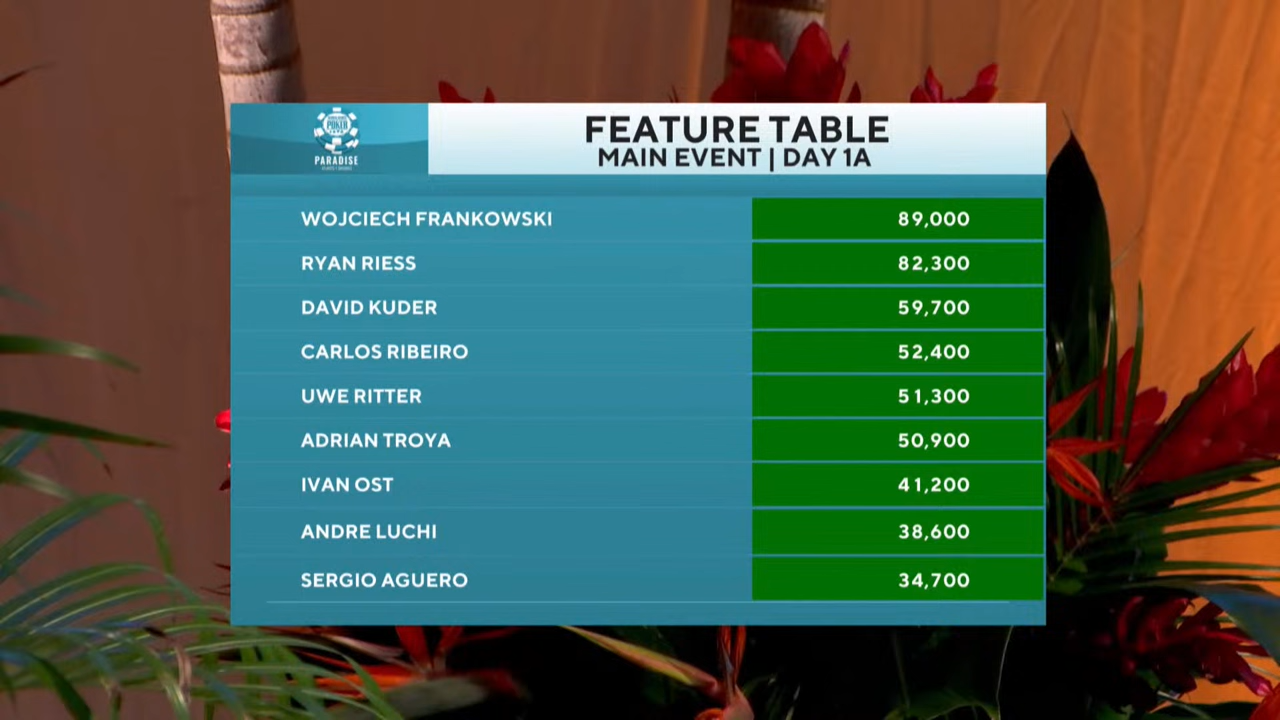 POKER
PARADISE
FEATURE TABLE
MAIN EVENT | DAY 1A
WOJCIECH FRANKOWSKI 89,000
RYAN RIESS 82,300
DAVID KUDER 59,700
CARLOS RIBEIRO 52,400
UWE RITTER 51,300
ADRIAN TROYA 50,900
IVAN OST 41,200
ANDRE LUCHI 38,600
SERGIO AGUERO 34,700